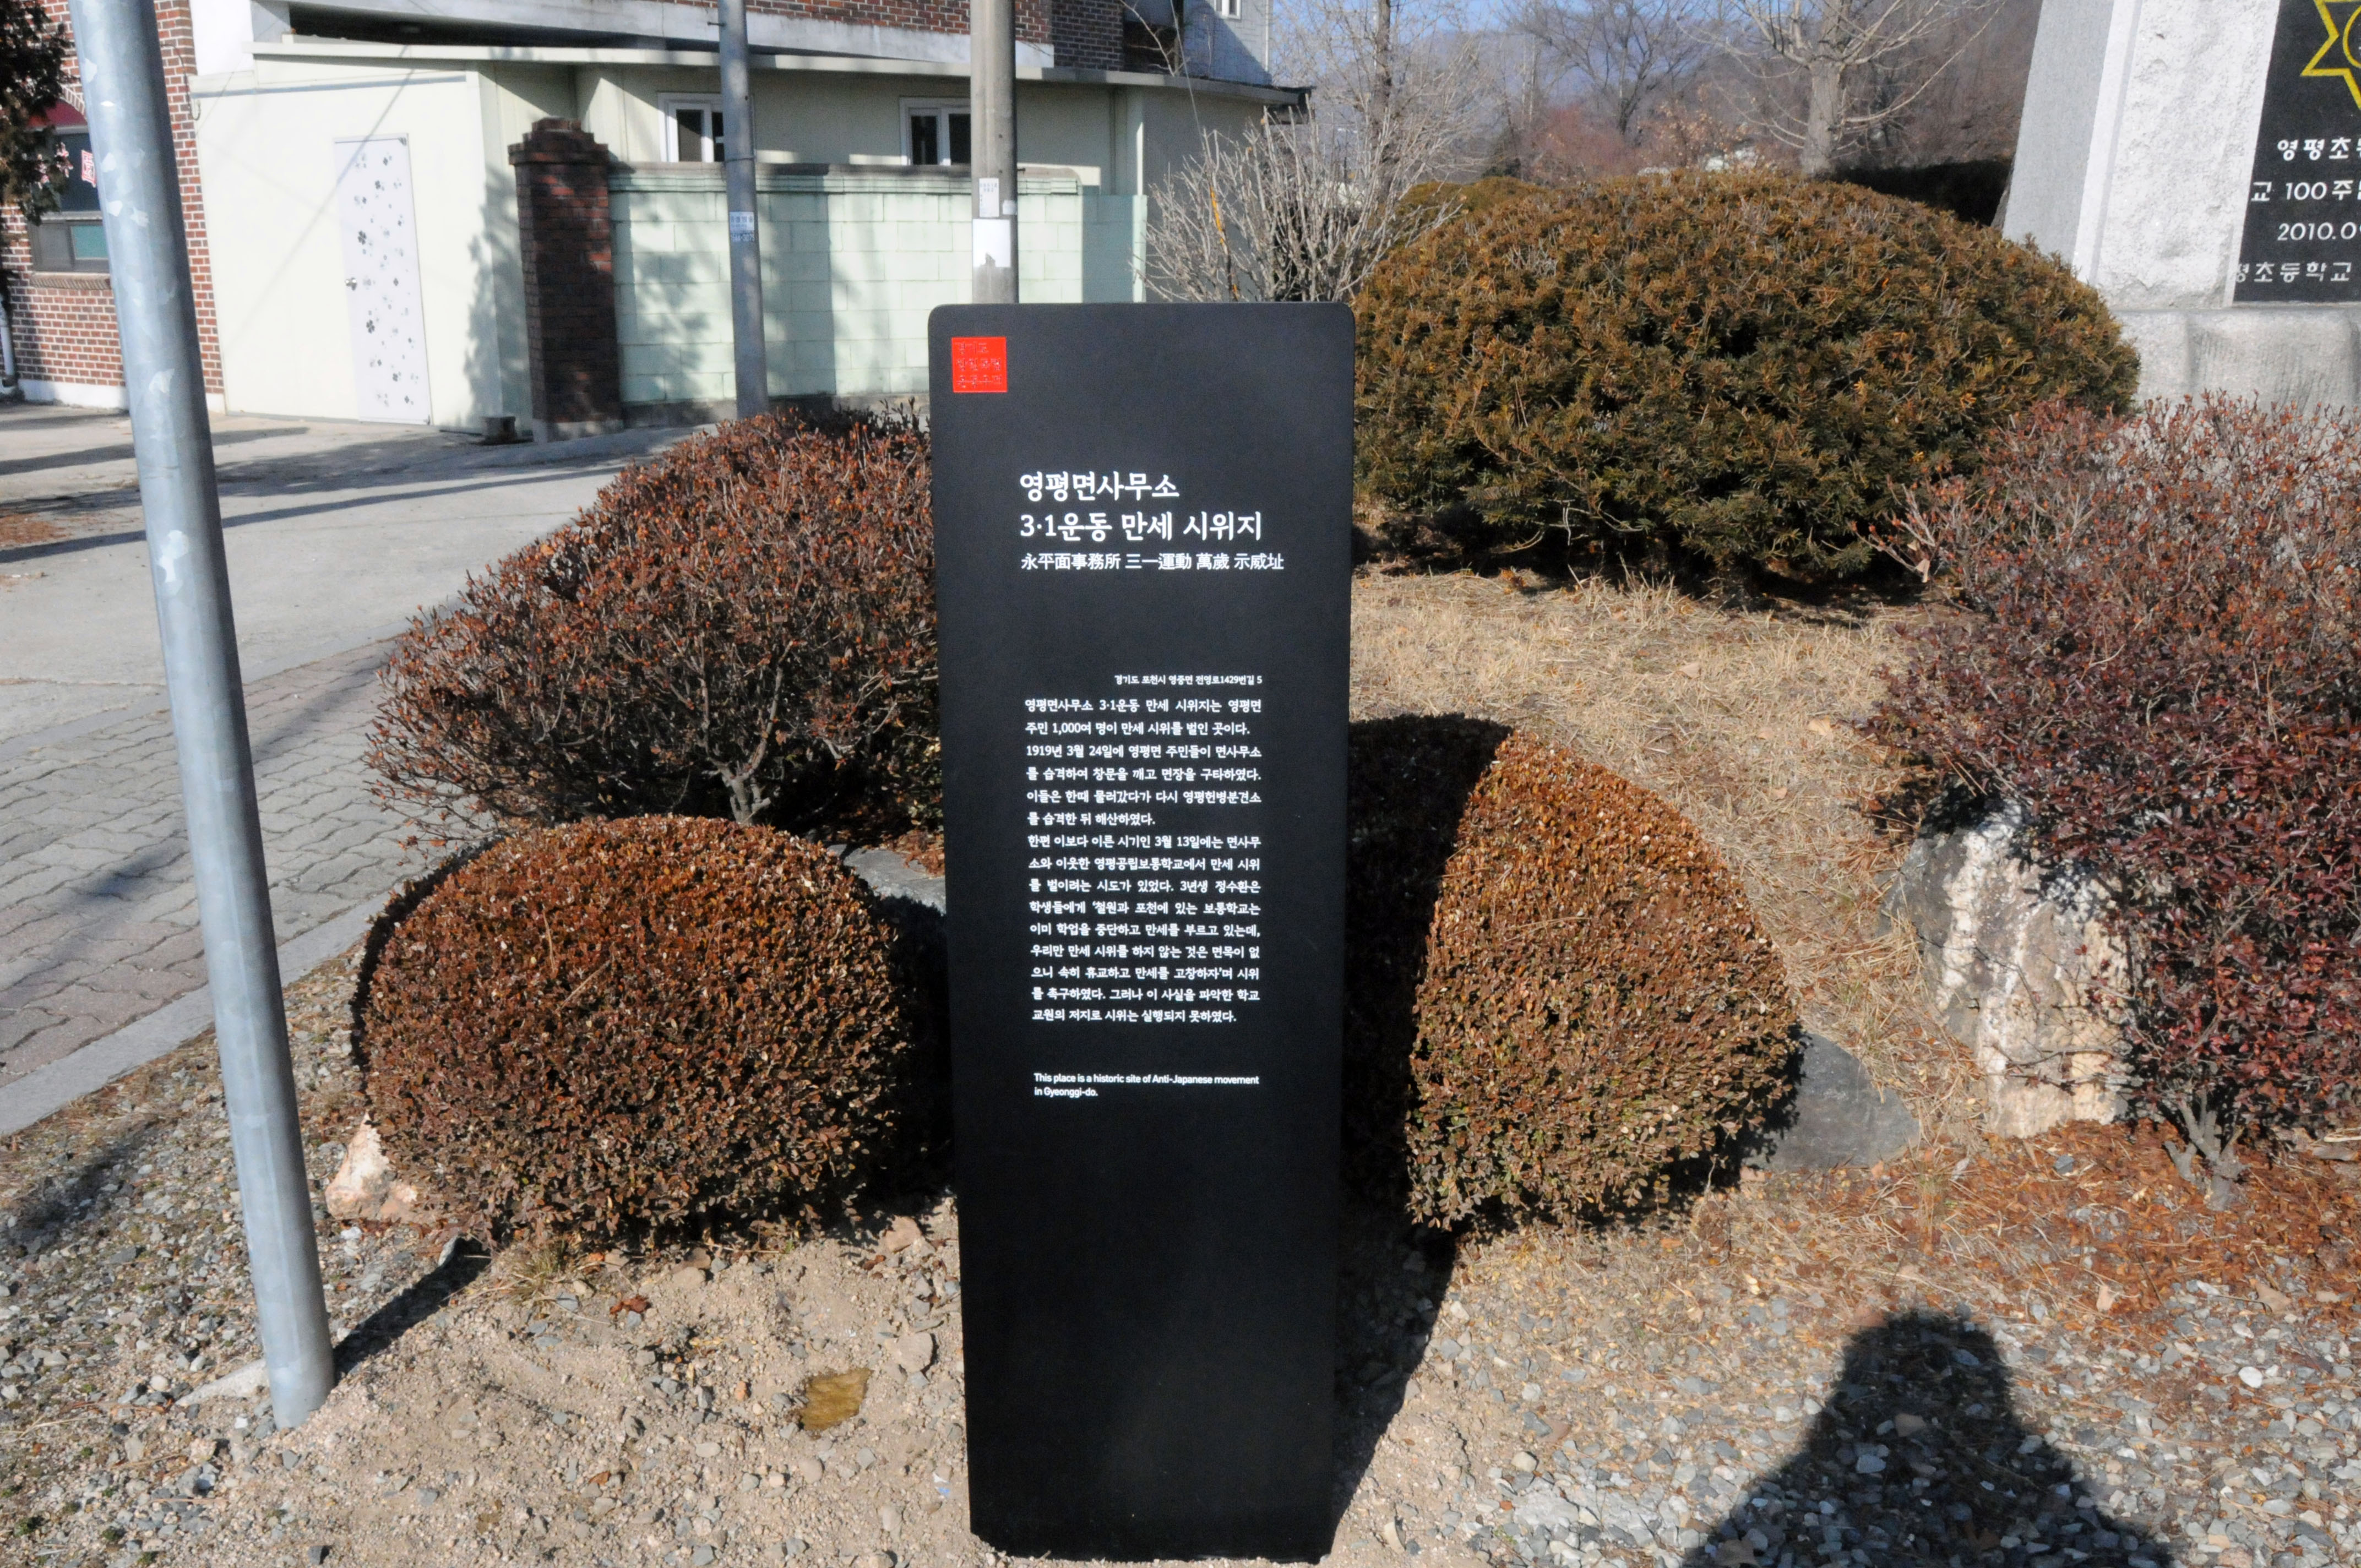 영평면사무소
3·1운동 만세 시위지
永平面事務所 三一運動 萬歲 示威址
경기도 포천시 영중면 전영로1429번길 5
영평면사무소 3·1운동 만세 시위지는 영평면
주민 1,000여 명이 만세 시위를 벌인 곳이다.
1919년 3월 24일에 영평면 주민들이 면사무소
를 습격하여 창문을 깨고 면장을 구타하였다.
이들은 한때 물러갔다가 다시 영평헌병분견소
를 습격한 뒤 해산하였다.
한편 이보다 이른 시기인 3월 13일에는 면사무
소와 이웃한 영평공립보통학교에서 만세 시위
를 벌이려는 시도가 있었다. 3년생 정수환은
학생들에게 '철원과 포천에 있는 보통학교는
이미 학업을 중단하고 만세를 부르고 있는데,
우리만 만세 시위를 하지 않는 것은 면목이 없
으니 속히 휴교하고 만세를 고창하자'며 시위
를 촉구하였다. 그러나 이 사실을 파악한 학교
교원의 저지로 시위는 실행되지 못하였다.
This place is a historic site of Anti-Japanese movement
in Gyeonggi-do.
영평초
교 100주
2010.0
초등학교